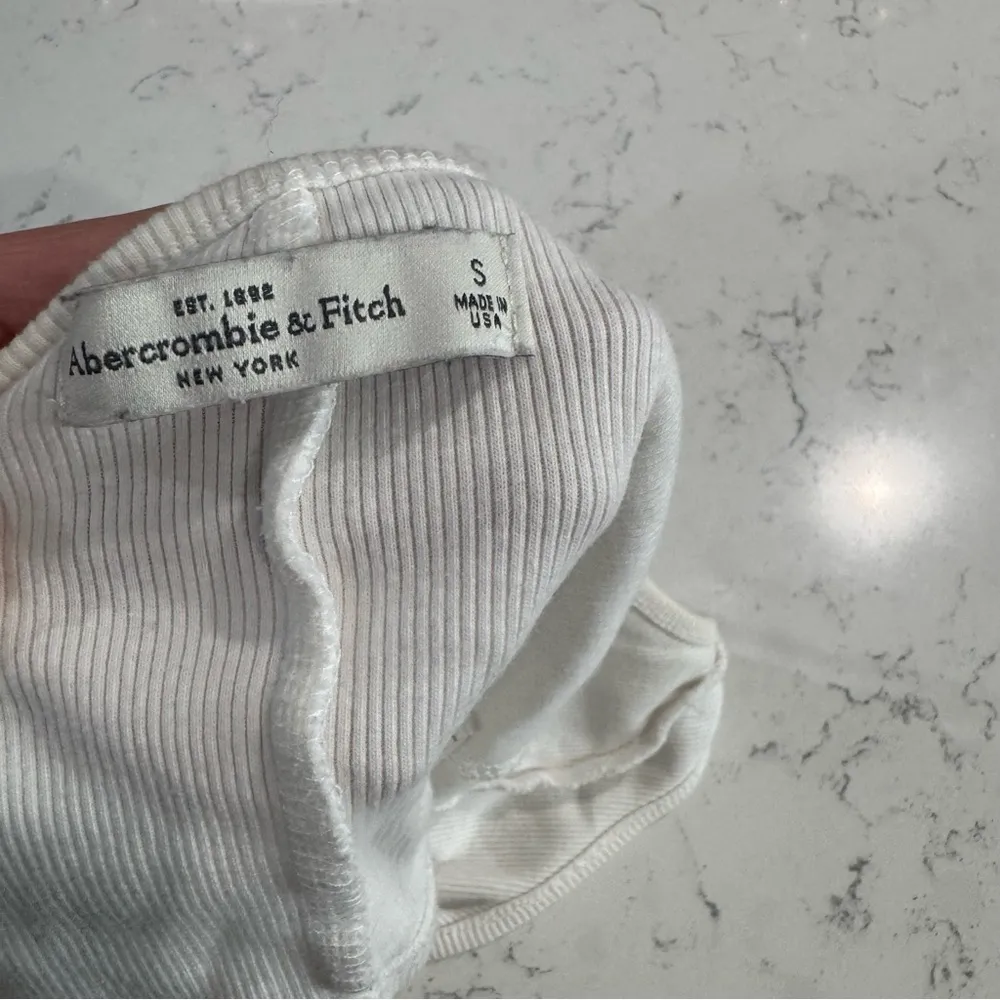 EST. 1892
Abercrombie & Fitch
NEW YORK
S
MADE IN
USA